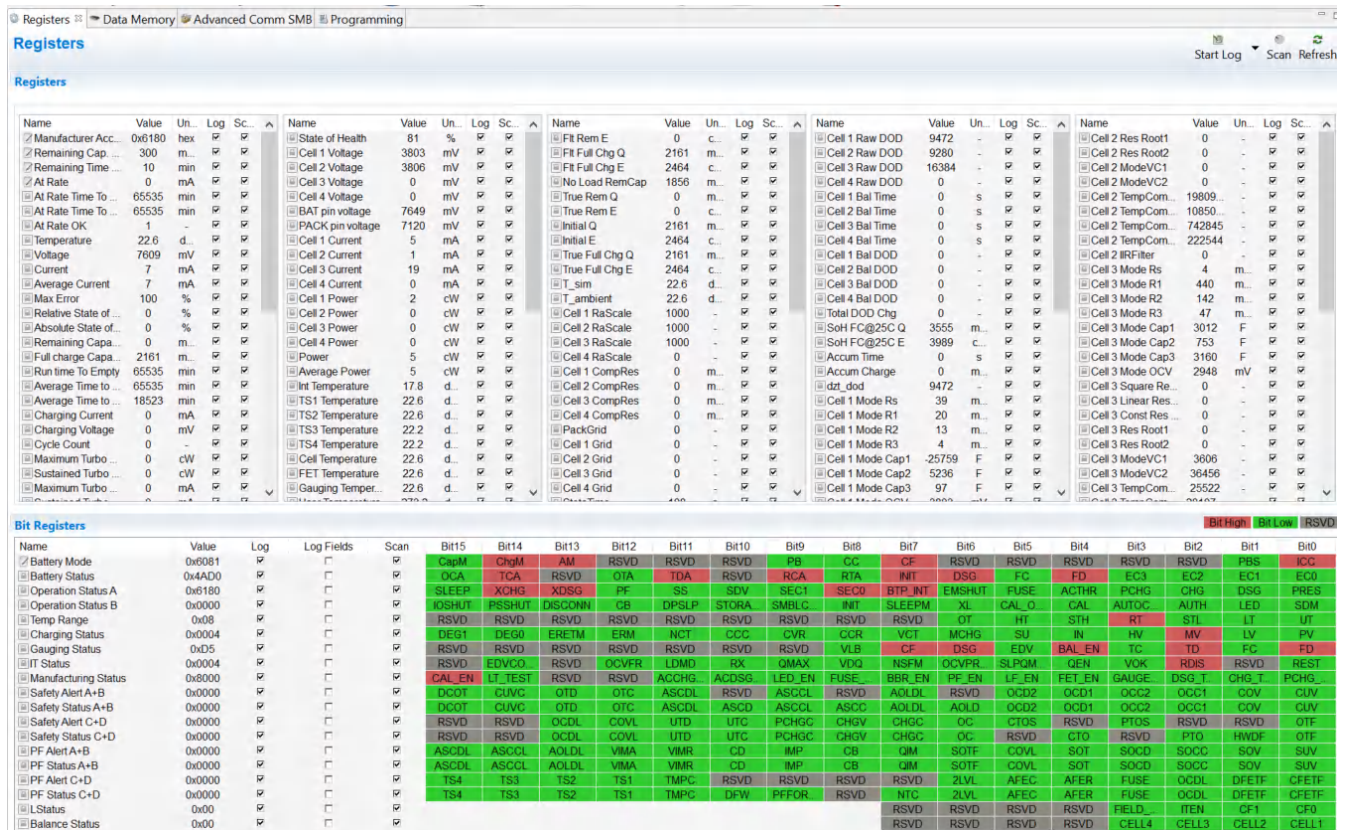 Registers Data Memory Advanced Comm SMB Programming
Registers
Start Log Scan Refresh
Registers
Name Value Un... Log Sc... Name Value Un... Log Sc... Name Value Un... Log Sc... Name Value Un... Log Sc... Name Value Un... Log Sc...
Manufacturer Acc... 0x6180 hex State of Health 81 % Flt Rem E 0 c... Cell 1 Raw DOD 9472 - Cell 2 Res Root1 0 -
Remaining Cap. ... 300 m... Cell 1 Voltage 3803 mV Flt Full Chg Q 2161 m... Cell 2 Raw DOD 9280 - Cell 2 Res Root2 0 -
Remaining Time ... 10 min Cell 2 Voltage 3806 mV Flt Full Chg E 2464 c... Cell 3 Raw DOD 16384 - Cell 2 ModeVC1 0 -
At Rate 0 mA Cell 3 Voltage 0 mV No Load RemCap 1856 m... Cell 4 Raw DOD 0 - Cell 2 ModeVC2 0 -
At Rate Time To ... 65535 min Cell 4 Voltage 0 mV True Rem Q 0 m... Cell 1 Bal Time 0 s Cell 2 TempCom... 19809... -
At Rate Time To ... 65535 min BAT pin voltage 7649 mV True Rem E 0 c... Cell 2 Bal Time 0 s Cell 2 TempCom... 10850... -
At Rate OK 1 - PACK pin voltage 7120 mV Initial Q 2161 m... Cell 3 Bal Time 0 s Cell 2 TempCom... 742845 -
Temperature 22.6 d... Cell 1 Current 5 mA Initial E 2464 c... Cell 4 Bal Time 0 s Cell 2 TempCom... 222544 -
Voltage 7609 mV Cell 2 Current 1 mA True Full Chg Q 2161 m... Cell 1 Bal DOD 0 - Cell 2 IIRFilter 0 -
Current 7 mA Cell 3 Current 19 mA True Full Chg E 2464 c... Cell 2 Bal DOD 0 - Cell 3 Mode Rs 4 m...
Average Current 7 mA Cell 4 Current 0 mA T_sim 22.6 d... Cell 3 Bal DOD 0 - Cell 3 Mode R1 440 m...
Max Error 100 % Cell 1 Power 2 cW T_ambient 22.6 d... Cell 4 Bal DOD 0 - Cell 3 Mode R2 142 m...
Relative State of ... 0 % Cell 2 Power 0 cW Cell 1 RaScale 1000 - Total DOD Chg 0 - Cell 3 Mode R3 47 m...
Absolute State of... 0 % Cell 3 Power 0 cW Cell 2 RaScale 1000 - SoH FC@25C Q 3555 m... Cell 3 Mode Cap1 3012 F
Remaining Capa... 0 m... Cell 4 Power 0 cW Cell 3 RaScale 1000 - SoH FC@25C E 3989 c... Cell 3 Mode Cap2 753 F
Full charge Capa... 2161 m... Power 5 cW Cell 4 RaScale 0 - Accum Time 0 s Cell 3 Mode Cap3 3160 F
Run time To Empty 65535 min Average Power 5 cW Cell 1 CompRes 0 m... Accum Charge 0 m... Cell 3 Mode OCV 2948 mV
Average Time to ... 65535 min Int Temperature 17.8 d... Cell 2 CompRes 0 m... dzt_dod 9472 - Cell 3 Square Re... 0 -
Average Time to ... 18523 min TS1 Temperature 22.6 d... Cell 3 CompRes 0 m... Cell 1 Mode Rs 39 m... Cell 3 Linear Res... 0 -
Charging Current 0 mA TS2 Temperature 22.6 d... Cell 4 CompRes 0 m... Cell 1 Mode R1 20 m... Cell 3 Const Res ... 0 -
Charging Voltage 0 mV TS3 Temperature 22.2 d... PackGrid 0 - Cell 1 Mode R2 13 m... Cell 3 Res Root1 0 -
Cycle Count 0 - TS4 Temperature 22.2 d... Cell 1 Grid 0 - Cell 1 Mode R3 4 m... Cell 3 Res Root2 0 -
Maximum Turbo ... 0 cW Cell Temperature 22.6 d... Cell 2 Grid 0 - Cell 1 Mode Cap1 -25759 F Cell 3 ModeVC1 3606 -
Sustained Turbo ... 0 cW FET Temperature 22.6 d... Cell 3 Grid 0 - Cell 1 Mode Cap2 5236 F Cell 3 ModeVC2 36456 -
Maximum Turbo ... 0 mA Gauging Temper... 22.6 d... Cell 4 Grid 0 - Cell 1 Mode Cap3 97 F Cell 3 TempCom... 25522 -
Bit Registers Bit High Bit Low RSVD
Name Value Log Log Fields Scan Bit15 Bit14 Bit13 Bit12 Bit11 Bit10 Bit9 Bit8 Bit7 Bit6 Bit5 Bit4 Bit3 Bit2 Bit1 Bit0
Battery Mode 0x6081 CapM ChgM AM RSVD RSVD RSVD PB CC CF RSVD RSVD RSVD RSVD RSVD PBS ICC
Battery Status 0x4AD0 OCA TCA RSVD OTA TDA RSVD RCA RTA INIT DSG FC FD EC3 EC2 EC1 EC0
Operation Status A 0x6180 SLEEP XCHG XDSG PF SS SDV SEC1 SEC0 BTP_INT EMSHUT FUSE ACTHR PCHG CHG DSG PRES
Operation Status B 0x0000 IOSHUT PSSHUT DISCONN CB DPSLP STORA... SMBLC... INIT SLEEPM XL CAL_O... CAL AUTOC... AUTH LED SDM
Temp Range 0x08 RSVD RSVD RSVD RSVD RSVD RSVD RSVD RSVD RSVD OT HT STH RT STL LT UT
Charging Status 0x0004 DEG1 DEG0 ERETM ERM NCT CCC CVR CCR VCT MCHG SU IN HV MV LV PV
Gauging Status 0xD5 RSVD RSVD RSVD RSVD RSVD RSVD RSVD VLB CF DSG EDV BAL_EN TC TD FC FD
IT Status 0x0004 RSVD EDVCO... RSVD OCVFR LDMD RX QMAX VDQ NSFM OCVPR... SLPQM... QEN VOK RDIS RSVD REST
Manufacturing Status 0x8000 CAL_EN LT_TEST RSVD RSVD ACCHG... ACDSG... LED_EN FUSE_... BBR_EN PF_EN LF_EN FET_EN GAUGE... DSG_T... CHG_T... PCHG_...
Safety Alert A+B 0x0000 DCOT CUVC OTD OTC ASCDL RSVD ASCCL RSVD AOLDL RSVD OCD2 OCD1 OCC2 OCC1 COV CUV
Safety Status A+B 0x0000 DCOT CUVC OTD OTC ASCDL ASCD ASCCL ASCC AOLDL AOLD OCD2 OCD1 OCC2 OCC1 COV CUV
Safety Alert C+D 0x0000 RSVD RSVD OCDL COVL UTD UTC PCHGC CHGV CHGC OC CTOS RSVD PTOS RSVD RSVD OTF
Safety Status C+D 0x0000 RSVD RSVD OCDL COVL UTD UTC PCHGC CHGV CHGC OC RSVD CTO RSVD PTO HWDF OTF
PF Alert A+B 0x0000 ASCDL ASCCL AOLDL VIMA VIMR CD IMP CB QIM SOTF COVL SOT SOCD SOCC SOV SUV
PF Status A+B 0x0000 ASCDL ASCCL AOLDL VIMA VIMR CD IMP CB QIM SOTF COVL SOT SOCD SOCC SOV SUV
PF Alert C+D 0x0000 TS4 TS3 TS2 TS1 TMPC RSVD RSVD RSVD RSVD 2LVL AFEC AFER FUSE OCDL DFETF CFETF
PF Status C+D 0x0000 TS4 TS3 TS2 TS1 TMPC DFW PFFOR... RSVD NTC 2LVL AFEC AFER FUSE OCDL DFETF CFETF
LStatus 0x00 RSVD RSVD RSVD RSVD FIELD_... ITEN CF1 CF0
Balance Status 0x00 RSVD RSVD RSVD RSVD CELL4 CELL3 CELL2 CELL1